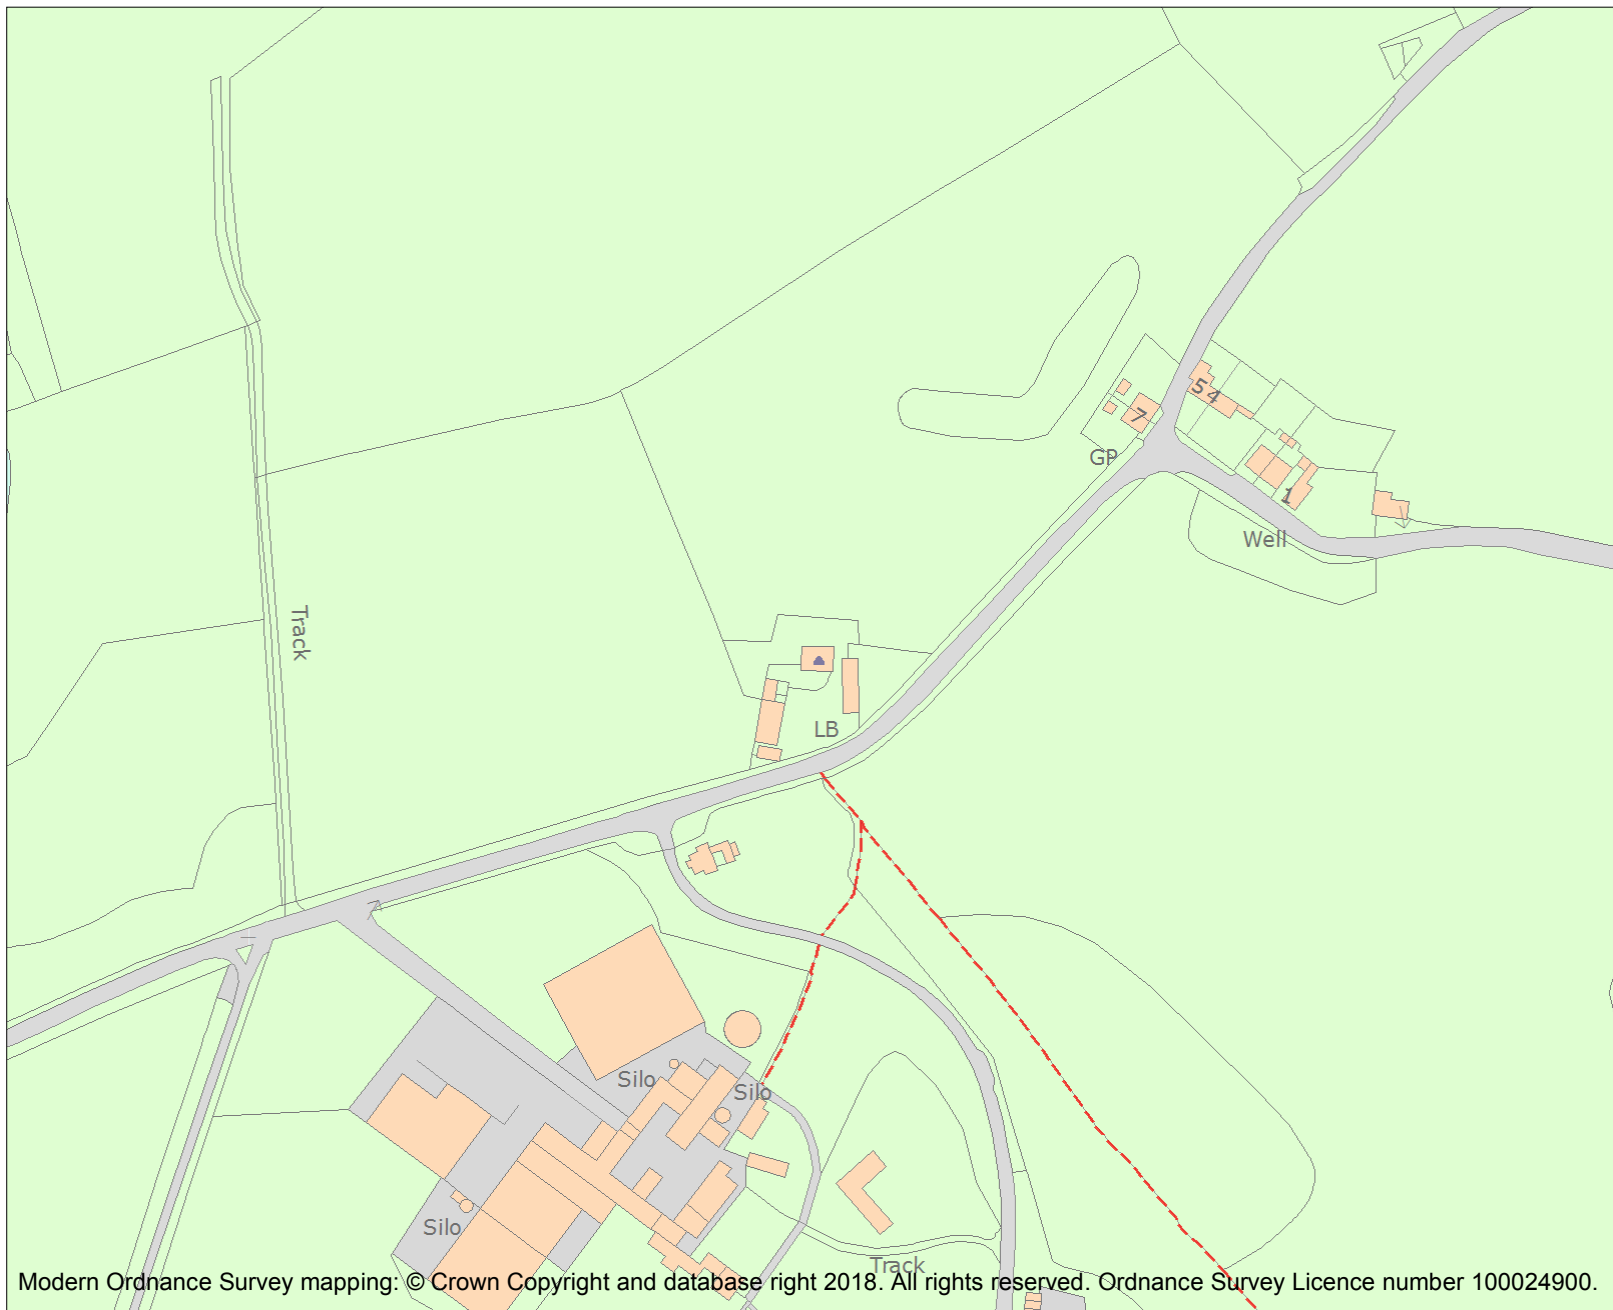 5 4
7
GP
1
Well
Track
LB
Silo
Silo
Silo
Track
Modern Ordnance Survey mapping: © Crown Copyright and database right 2018. All rights reserved. Ordnance Survey Licence number 100024900.